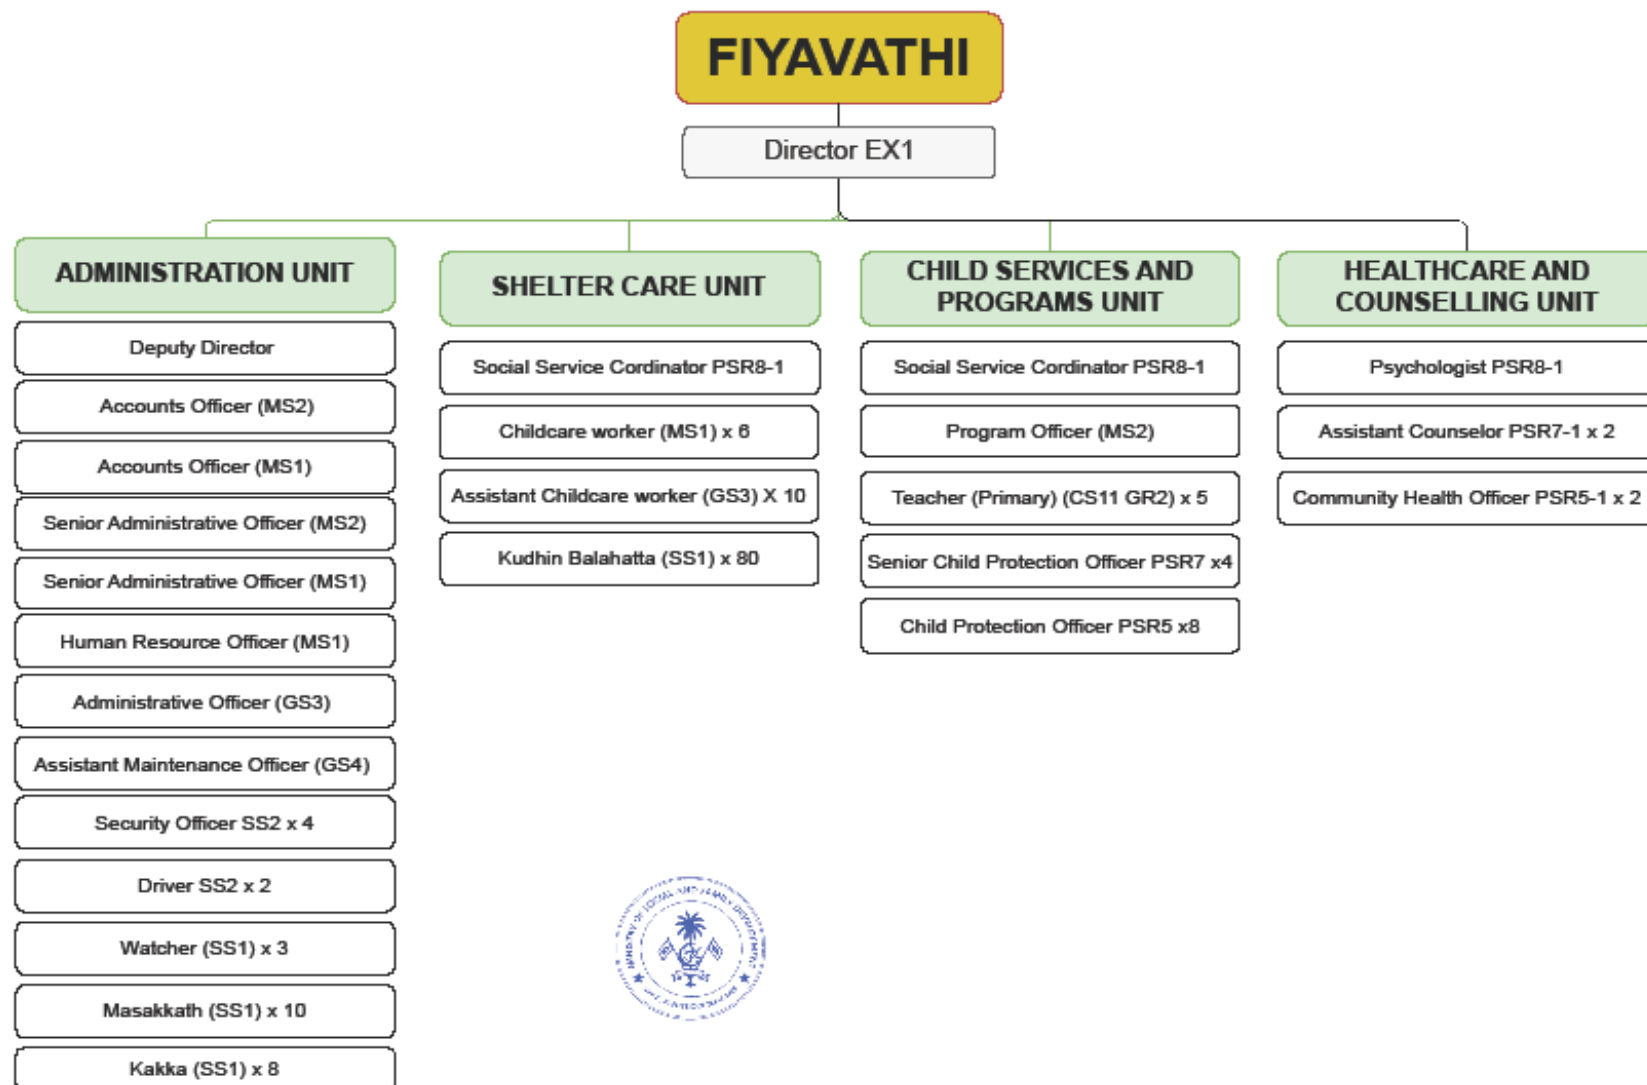 FIYAVATHI
Director EX1
ADMINISTRATION UNIT
Deputy Director
Accounts Officer (MS2)
Accounts Officer (MS1)
Senior Administrative Officer (MS2)
Senior Administrative Officer (MS1)
Human Resource Officer (MS1)
Administrative Officer (GS3)
Assistant Maintenance Officer (GS4)
Security Officer SS2 x 4
Driver SS2 x 2
Watcher (SS1) x 3
Masakkath (SS1) x 10
Kakka (SS1) x 8
SHELTER CARE UNIT
Social Service Cordinator PSR8-1
Childcare worker (MS1) x 6
Assistant Childcare worker (GS3) X 10
Kudhin Balahatta (SS1) x 80
CHILD SERVICES AND
PROGRAMS UNIT
Social Service Cordinator PSR8-1
Program Officer (MS2)
Teacher (Primary) (CS11 GR2) x 5
Senior Child Protection Officer PSR7 x4
Child Protection Officer PSR5 x8
HEALTHCARE AND
COUNSELLING UNIT
Psychologist PSR8-1
Assistant Counselor PSR7-1 x 2
Community Health Officer PSR5-1 x 2
MINISTRY OF SOCIAL AND FAMILY DEVELOPMENT